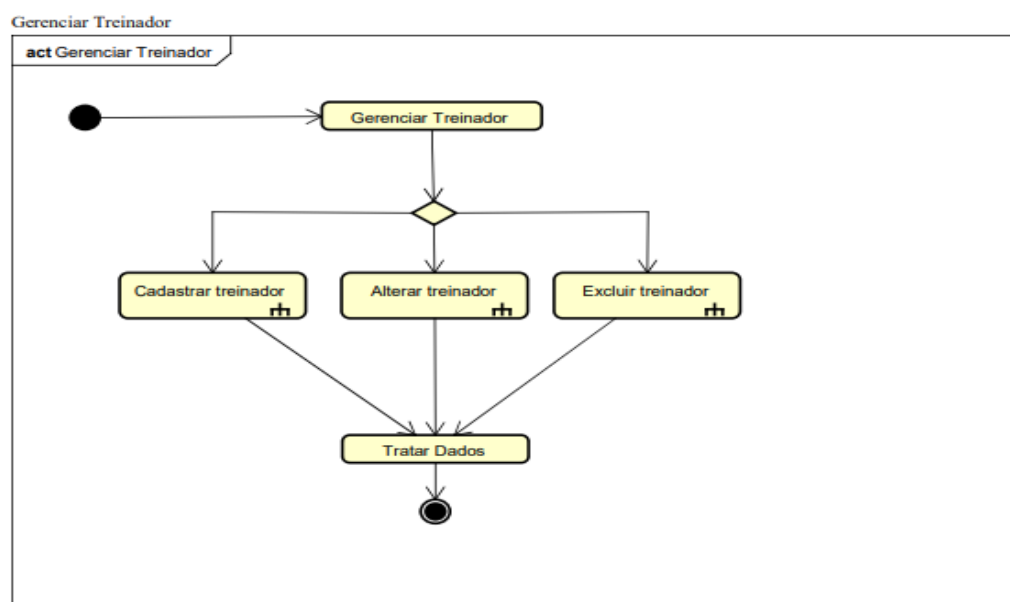 Gerenciar Treinador
act Gerenciar Treinador
Gerenciar Treinador
Cadastrar treinador
Alterar treinador
Excluir treinador
Tratar Dados